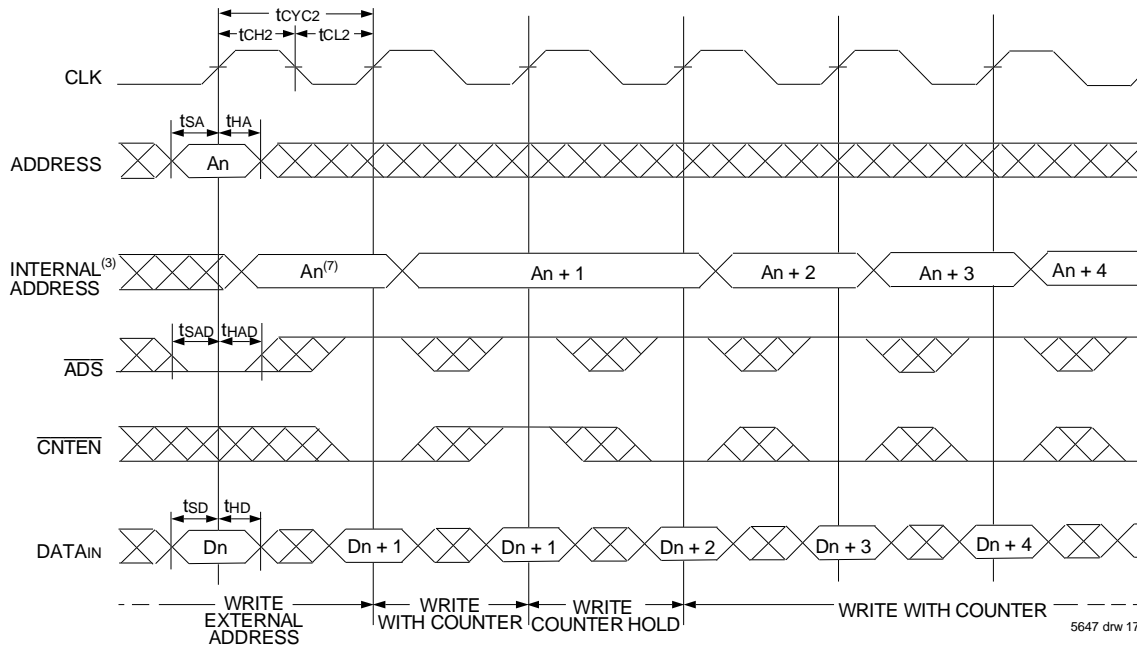 tCYC2
tCH2 tCL2
CLK
tSA tHA
ADDRESS An
INTERNAL(3) ADDRESS An(7) An + 1 An + 2 An + 3 An + 4
tSAD tHAD
ADS
CNTEN
tSD tHD
DATAIN Dn Dn + 1 Dn + 1 Dn + 2 Dn + 3 Dn + 4
WRITE EXTERNAL ADDRESS
WRITE WITH COUNTER
WRITE COUNTER HOLD
WRITE WITH COUNTER
5647 drw 17